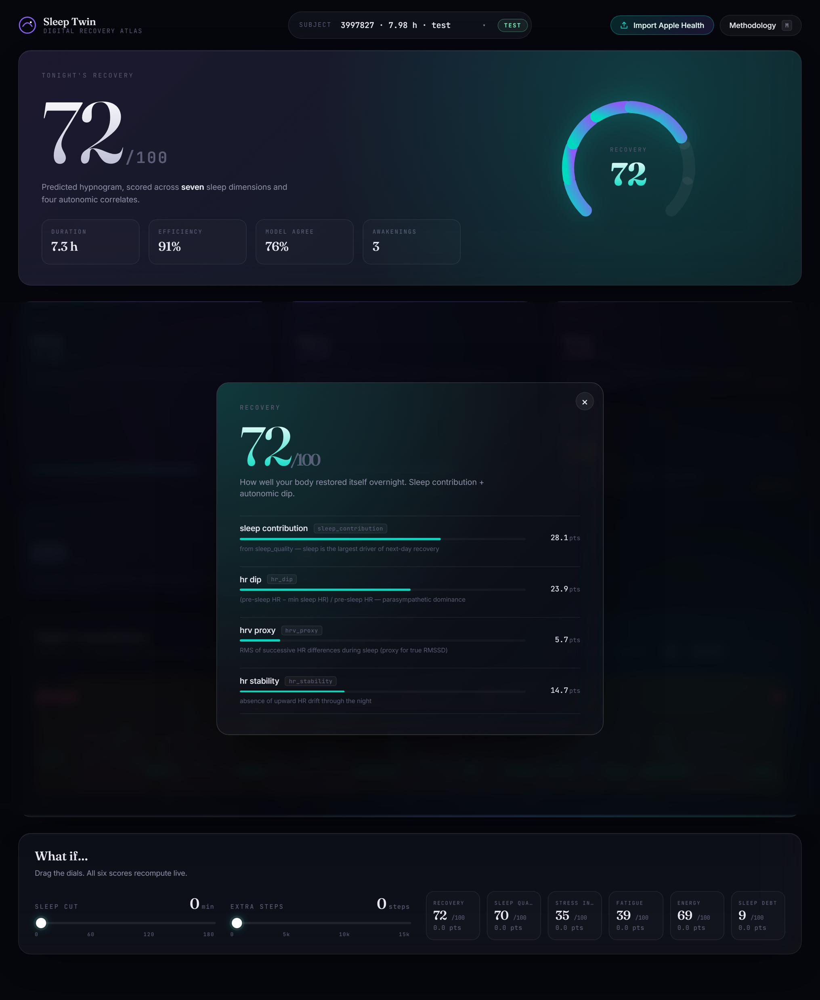 Sleep Twin
DIGITAL RECOVERY ATLAS
SUBJECT 3997827 · 7.98 h · test TEST
Import Apple Health
Methodology M
TONIGHT'S RECOVERY
72/100
Predicted hypnogram, scored across seven sleep dimensions and
four autonomic correlates.
DURATION
7.3 h
EFFICIENCY
91%
MODEL AGREE
76%
AWAKENINGS
3
RECOVERY
72
RECOVERY
×
72/100
How well your body restored itself overnight. Sleep contribution +
autonomic dip.
sleep contribution sleep_contribution
28.1 pts
from sleep_quality — sleep is the largest driver of next-day recovery
hr dip hr_dip
23.9 pts
(pre-sleep HR − min sleep HR) / pre-sleep HR — parasympathetic dominance
hrv proxy hrv_proxy
5.7 pts
RMS of successive HR differences during sleep (proxy for true RMSSD)
hr stability hr_stability
14.7 pts
absence of upward HR drift through the night
What if...
Drag the dials. All six scores recompute live.
SLEEP CUT 0 min
0 60 120 180
EXTRA STEPS 0 steps
0 5k 10k 15k
RECOVERY
72 /100
0.0 pts
SLEEP QUA…
70 /100
0.0 pts
STRESS IN…
35 /100
0.0 pts
FATIGUE
39 /100
0.0 pts
ENERGY
69 /100
0.0 pts
SLEEP DEBT
9 /100
0.0 pts